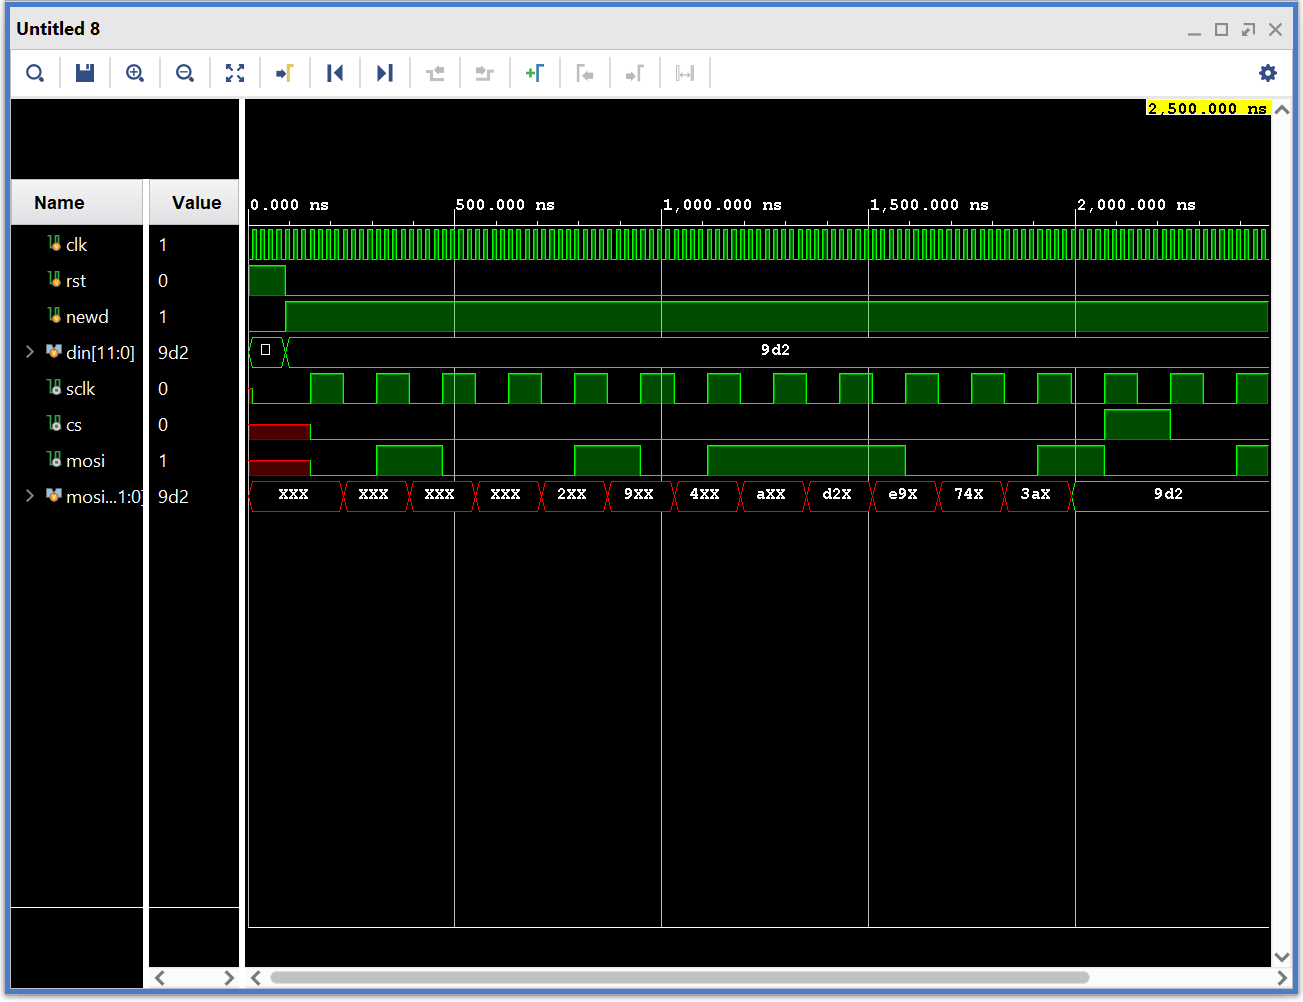 Untitled 8
2,500.000 ns
Name Value
0.000 ns 500.000 ns 1,000.000 ns 1,500.000 ns 2,000.000 ns
clk 1
rst 0
newd 1
din[11:0] 9d2 9d2
sclk 0
cs 0
mosi 1
mosi...1:0] 9d2 XXX XXX XXX XXX 2XX 9XX 4XX aXX d2X e9X 74X 3aX 9d2